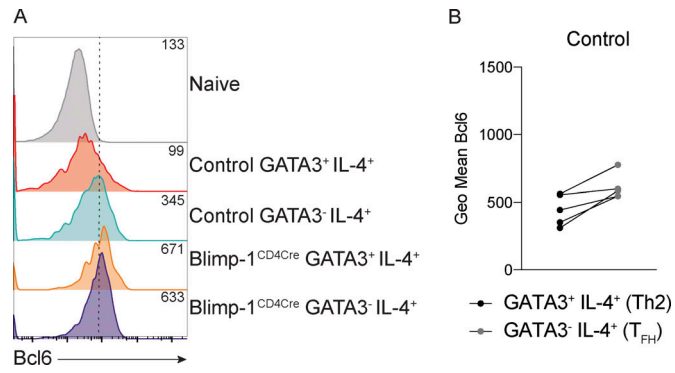 A
133
Naive
99
Control GATA3⁺ IL-4⁺
345
Control GATA3⁻ IL-4⁺
671
Blimp-1ᶜᴰ⁴ᶜʳᵉ GATA3⁺ IL-4⁺
633
Blimp-1ᶜᴰ⁴ᶜʳᵉ GATA3⁻ IL-4⁺
Bcl6
B
Control
Geo Mean Bcl6
1500
1000
500
0
GATA3⁺ IL-4⁺ (Th2)
GATA3⁻ IL-4⁺ (T_FH)